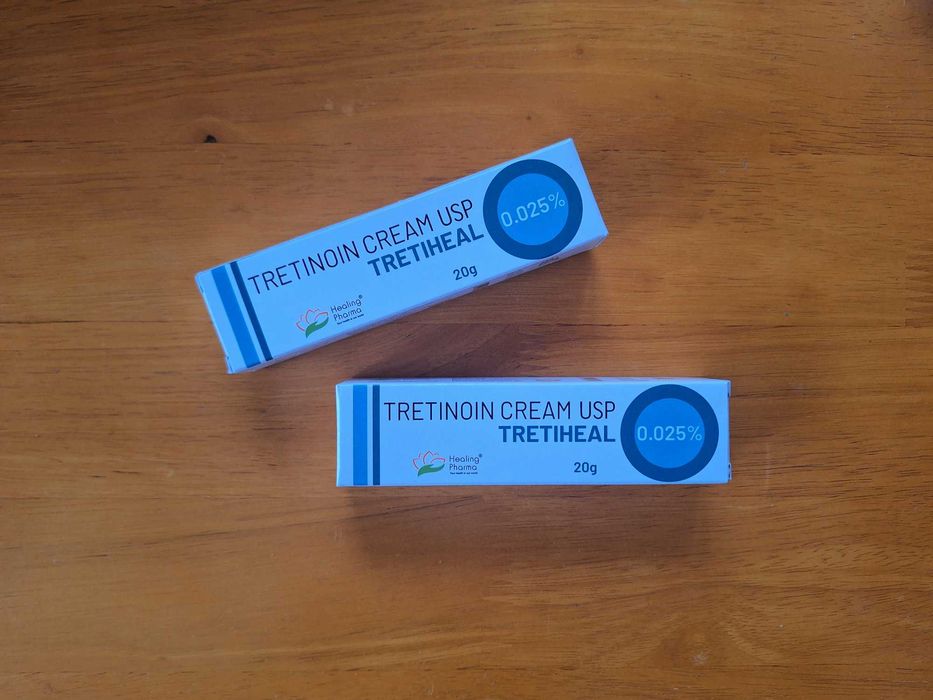 TRETINOIN CREAM USP
TRETIHEAL
0.025%
20g
Healing®
Pharma
TRETINOIN CREAM USP
TRETIHEAL
0.025%
20g
Healing®
Pharma